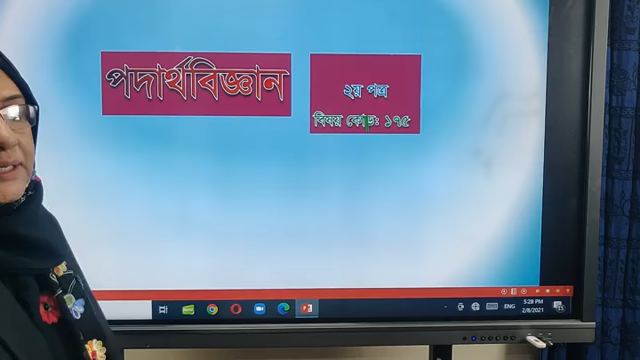 পদার্থবিজ্ঞান
২য় পত্র
বিষয় কোডঃ ১৭৫
ENG
5:28 PM
2/8/2021